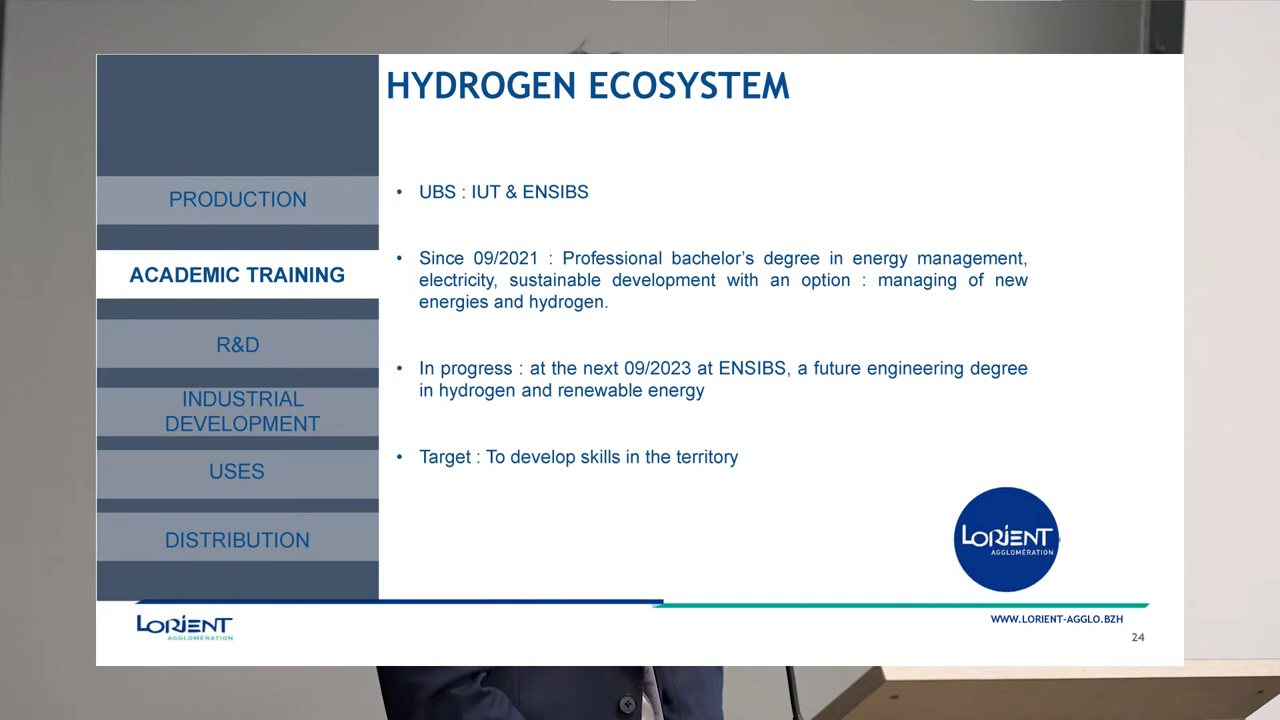 HYDROGEN ECOSYSTEM
PRODUCTION
ACADEMIC TRAINING
R&D
INDUSTRIAL
DEVELOPMENT
USES
DISTRIBUTION
• UBS : IUT & ENSIBS
• Since 09/2021 : Professional bachelor’s degree in energy management,
electricity, sustainable development with an option : managing of new
energies and hydrogen.
• In progress : at the next 09/2023 at ENSIBS, a future engineering degree
in hydrogen and renewable energy
• Target : To develop skills in the territory
LORIENT
AGGLOMÉRATION
LORIENT
AGGLOMÉRATION
WWW.LORIENT-AGGLO.BZH
24